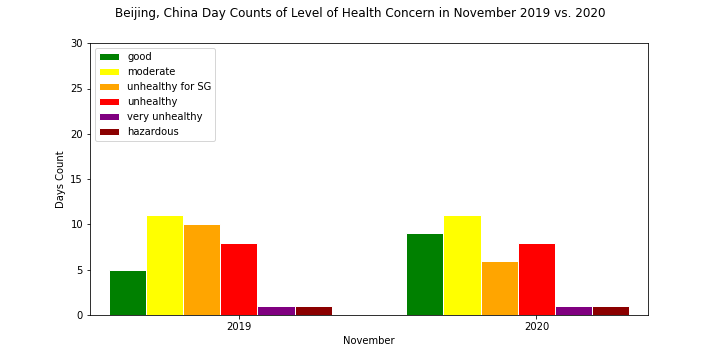 Beijing, China Day Counts of Level of Health Concern in November 2019 vs. 2020
30
25
20
15
10
5
0
Days Count
good
moderate
unhealthy for SG
unhealthy
very unhealthy
hazardous
2019
2020
November